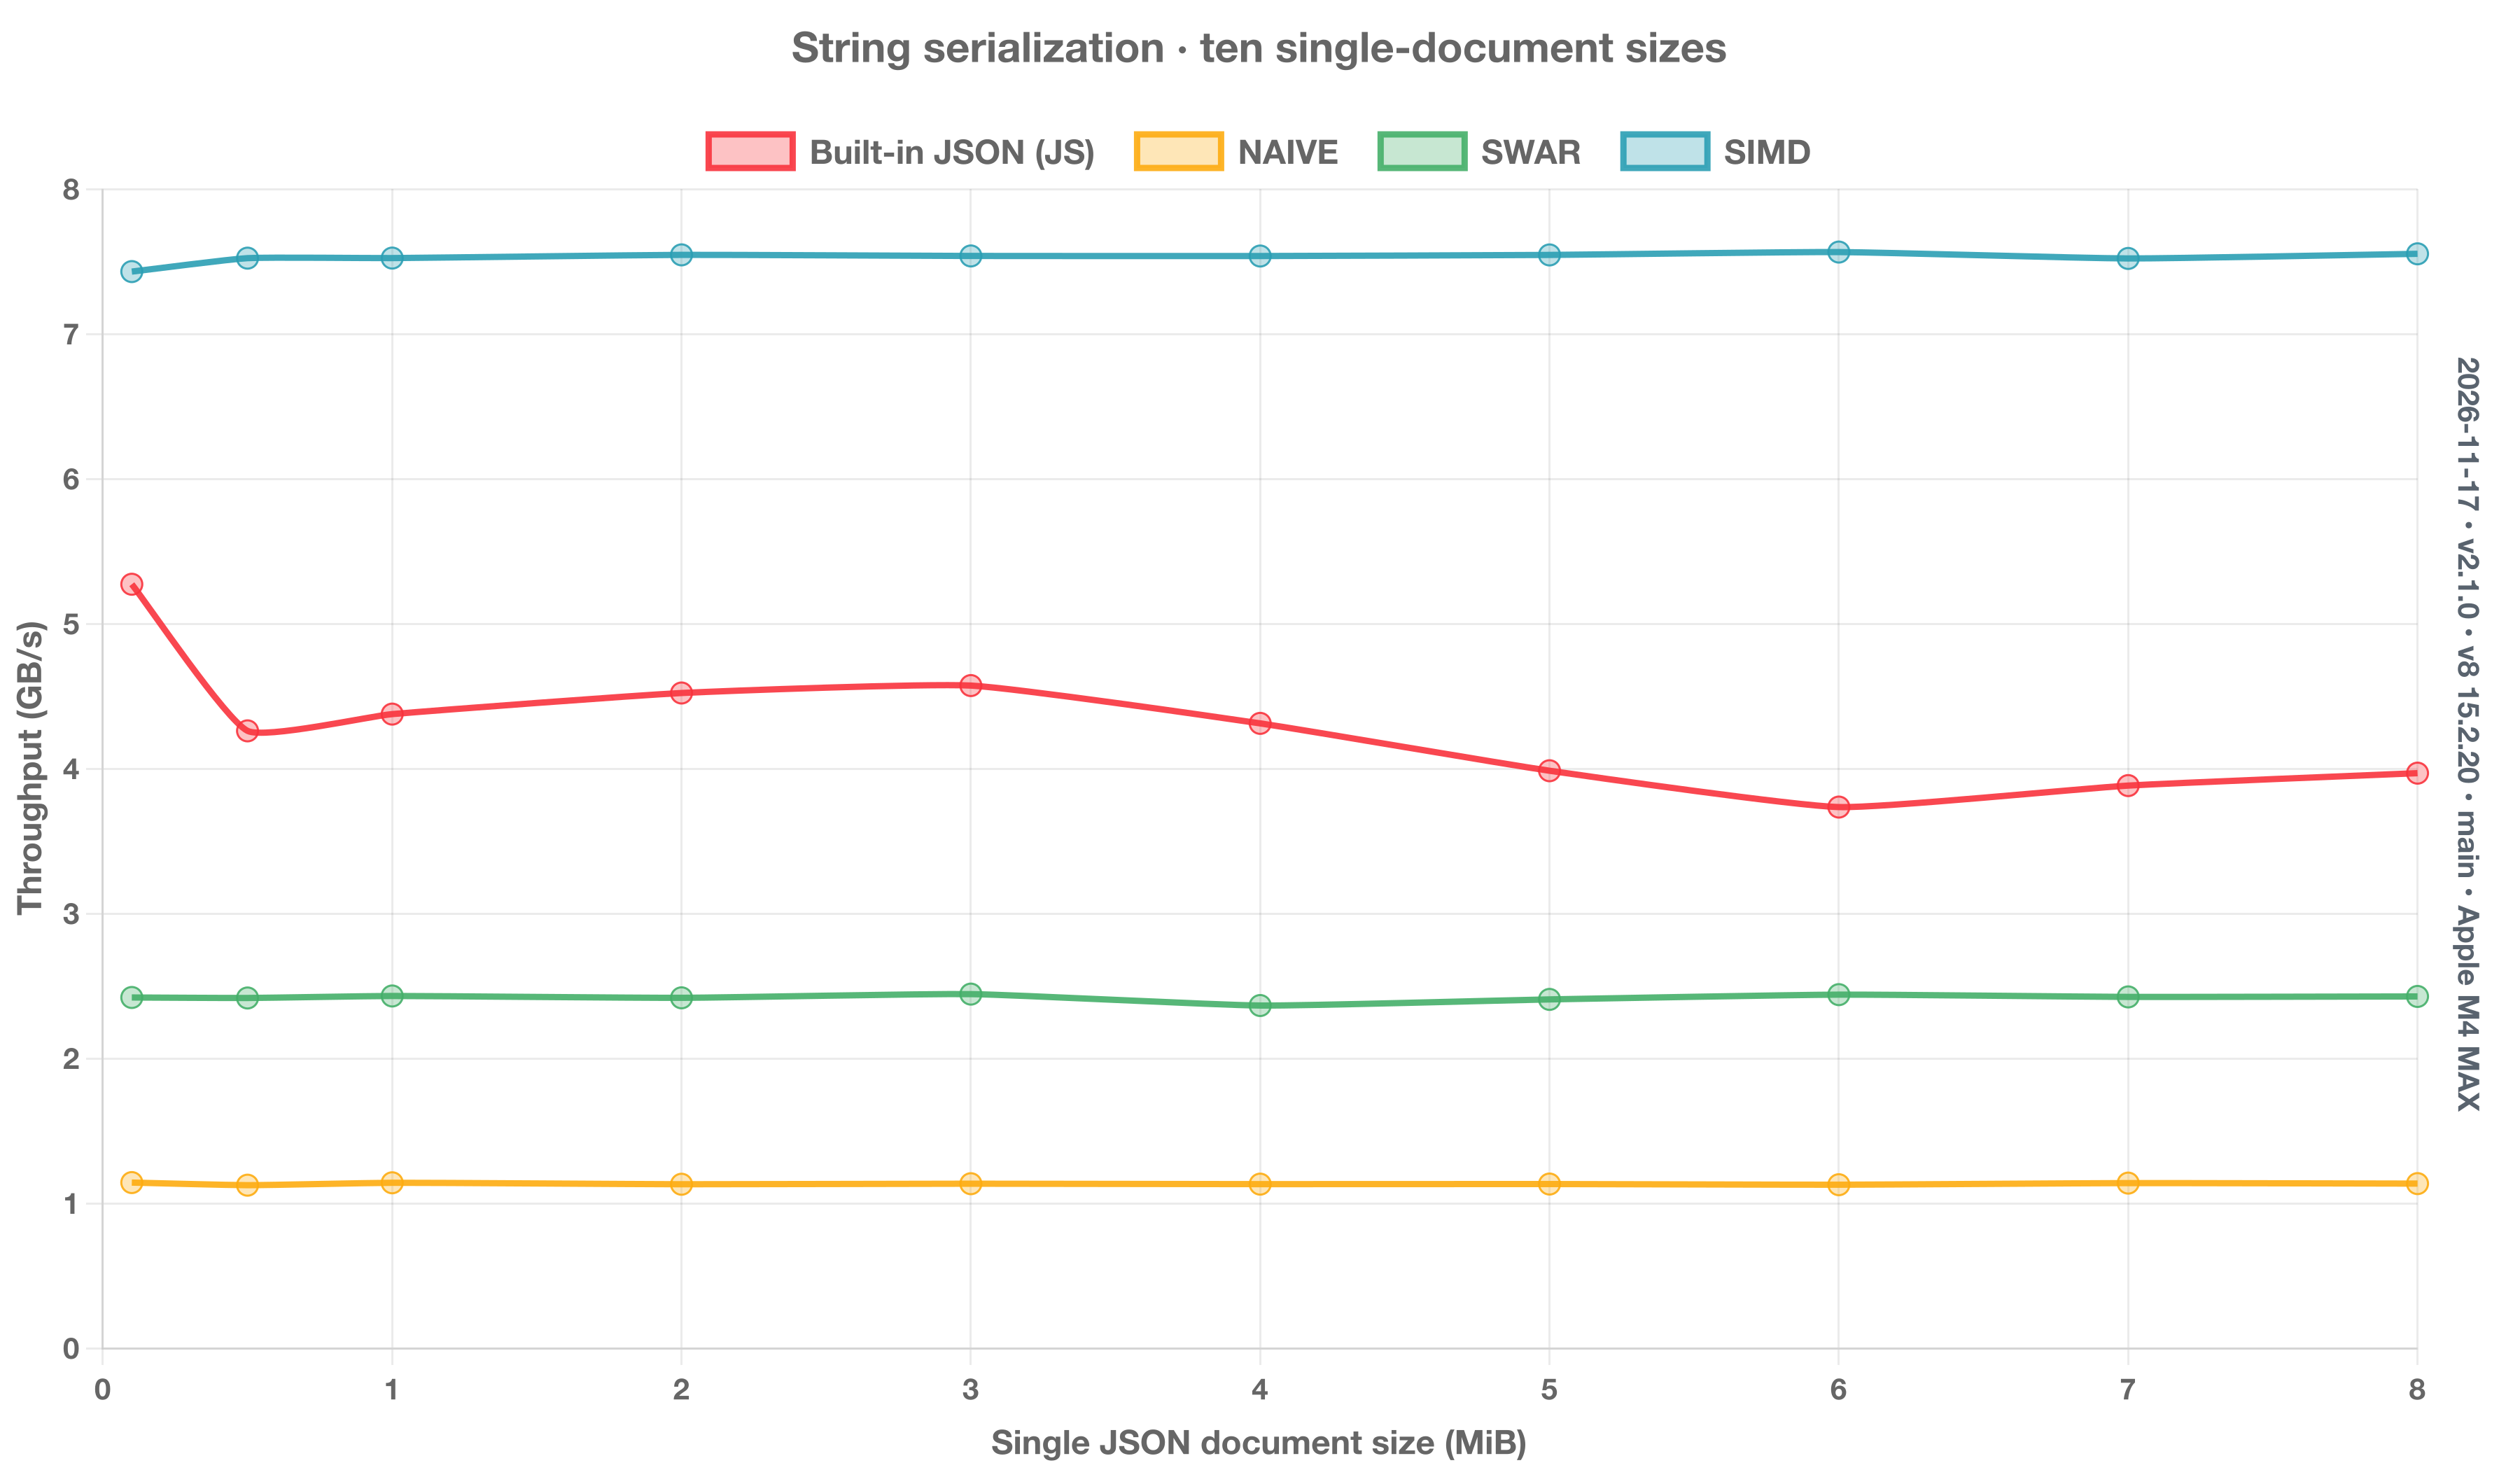 String serialization · ten single-document sizes
Built-in JSON (JS)
NAIVE
SWAR
SIMD
8
7
6
5
4
3
2
1
0
Throughput (GB/s)
0
1
2
3
4
5
6
7
8
Single JSON document size (MiB)
2026-11-17 • v2.1.0 • v8 15.2.20 • main • Apple M4 MAX